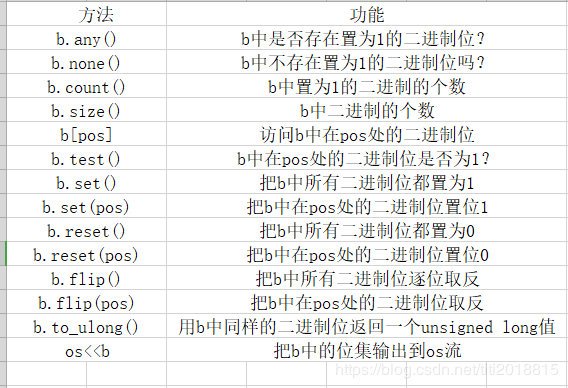 方法 功能
b.any() b中是否存在置为1的二进制位?
b.none() b中不存在置为1的二进制位吗?
b.count() b中置为1的二进制的个数
b.size() b中二进制的个数
b[pos] 访问b中在pos处的二进制位
b.test() b中在pos处的二进制位是否为1?
b.set() 把b中所有二进制位都置为1
b.set(pos) 把b中在pos处的二进制位置位1
b.reset() 把b中所有二进制位都置为0
b.reset(pos) 把b中在pos处的二进制位置位0
b.flip() 把b中所有二进制位逐位取反
b.flip(pos) 把b中在pos处的二进制位取反
b.to_ulong() 用b中同样的二进制位返回一个unsigned long值
os<<b 把b中的位集输出到os流